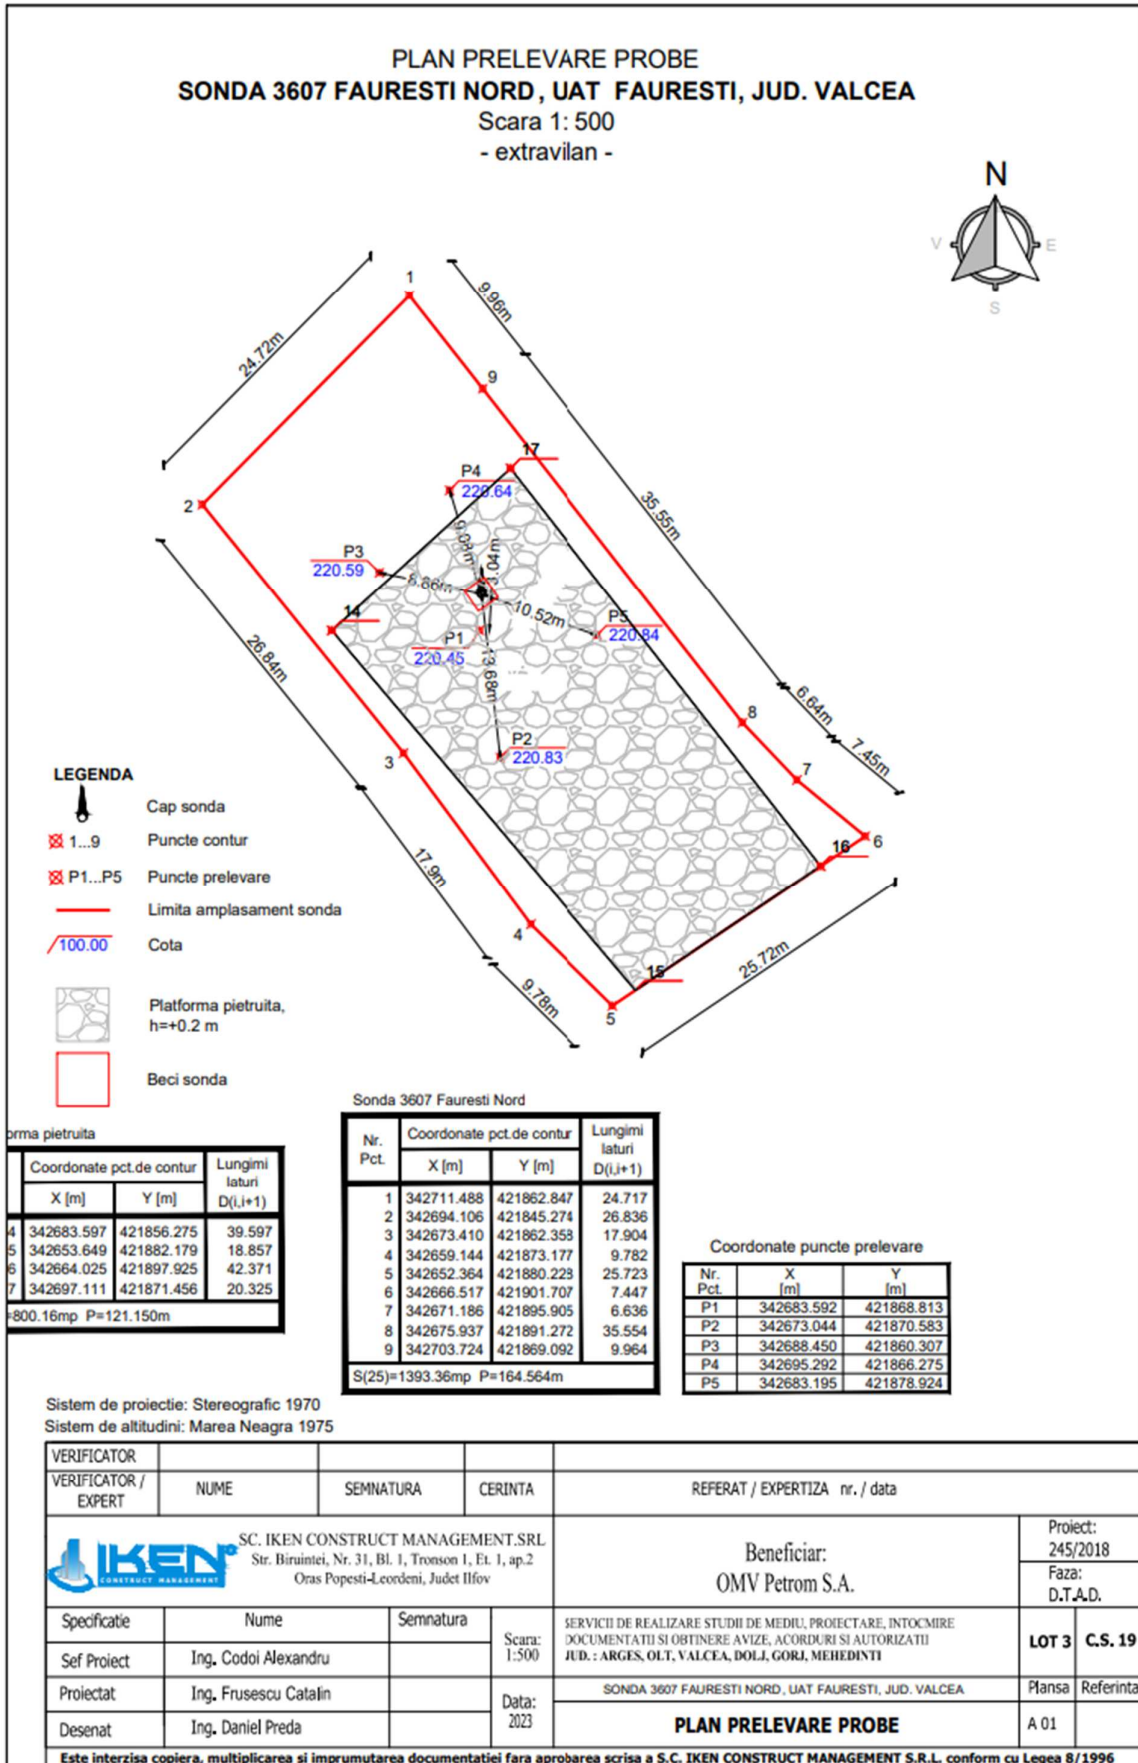 PLAN PRELEVARE PROBE
SONDA 3607 FAURESTI NORD, UAT FAURESTI, JUD. VALCEA
Scara 1: 500
- extravilan -
N
V
E
S
1
9.96m
24.72m
9
17
P4
220.64
2
35.55m
9.08m
3.04m
P3
220.59
8.86m
10.52m
P5
220.84
14
P1
220.45
13.68m
26.84m
6.64m
8
P2
220.83
7.45m
3
7
6
16
17.9m
4
25.72m
15
9.78m
5
LEGENDA
Cap sonda
1...9 Puncte contur
P1...P5 Puncte prelevare
Limita amplasament sonda
100.00 Cota
Platforma pietruita,
h=+0.2 m
Beci sonda
pietruita
Coordonate pct.de contur Lungimi laturi D(i,i+1)
X [m] Y [m]
4 342683.597 421856.275 39.597
5 342653.649 421882.179 18.857
6 342664.025 421897.925 42.371
7 342697.111 421871.456 20.325
=800.16mp P=121.150m
Sonda 3607 Fauresti Nord
Nr. Pct. Coordonate pct.de contur Lungimi laturi D(i,i+1)
X [m] Y [m]
1 342711.488 421862.847 24.717
2 342694.106 421845.274 26.836
3 342673.410 421862.358 17.904
4 342659.144 421873.177 9.782
5 342652.364 421880.228 25.723
6 342666.517 421901.707 7.447
7 342671.186 421895.905 6.636
8 342675.937 421891.272 35.554
9 342703.724 421869.092 9.964
S(25)=1393.36mp P=164.564m
Coordonate puncte prelevare
Nr. Pct. X [m] Y [m]
P1 342683.592 421868.813
P2 342673.044 421870.583
P3 342688.450 421860.307
P4 342695.292 421866.275
P5 342683.195 421878.924
Sistem de proiectie: Stereografic 1970
Sistem de altitudini: Marea Neagra 1975
VERIFICATOR
VERIFICATOR / EXPERT NUME SEMNATURA CERINTA REFERAT / EXPERTIZA nr. / data
IKEN
CONSTRUCT MANAGEMENT
SC. IKEN CONSTRUCT MANAGEMENT.SRL
Str. Biruintei, Nr. 31, Bl. 1, Tronson 1, Et. 1, ap.2
Oras Popesti-Leordeni, Judet Ilfov
Beneficiar:
OMV Petrom S.A.
Proiect:
245/2018
Faza:
D.T.A.D.
Specificatie Nume Semnatura
Scara:
1:500
SERVICII DE REALIZARE STUDII DE MEDIU, PROIECTARE, INTOCMIRE
DOCUMENTATII SI OBTINERE AVIZE, ACORDURI SI AUTORIZATII
JUD. : ARGES, OLT, VALCEA, DOLJ, GORJ, MEHEDINTI
LOT 3 C.S. 19
Sef Proiect Ing. Codoi Alexandru
Proiectat Ing. Frusescu Catalin
Data:
2023
SONDA 3607 FAURESTI NORD, UAT FAURESTI, JUD. VALCEA
Plansa Referinta
Desenat Ing. Daniel Preda
PLAN PRELEVARE PROBE
A 01
Este interzisa copiera, multiplicarea si imprumutarea documentatiei fara aprobarea scrisa a S.C. IKEN CONSTRUCT MANAGEMENT S.R.L. conform cu Legea 8/1996